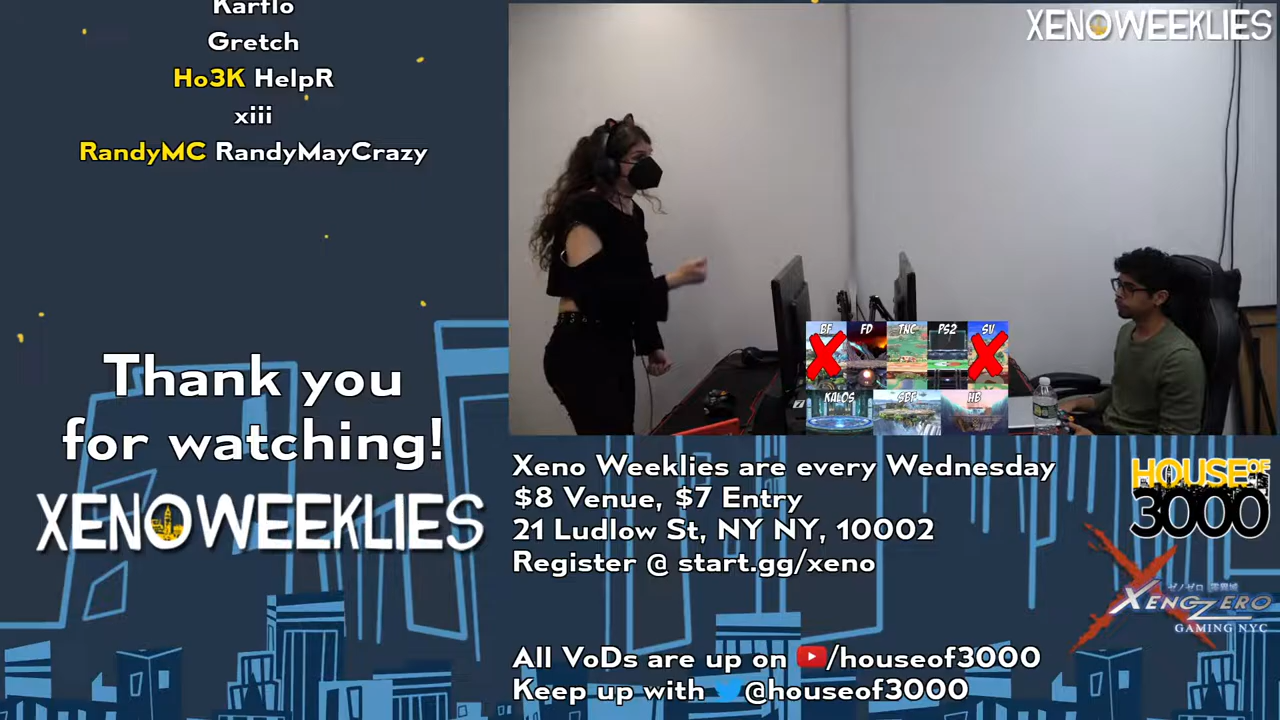 Karflo
Gretch
Ho3K HelpR
xiii
RandyMC RandyMayCrazy
Thank you
for watching!
XENOWEEKLIES
XENOWEEKLIES
BF FD TNC PS2 SV
KALOS SBF HB
Xeno Weeklies are every Wednesday
$8 Venue, $7 Entry
21 Ludlow St, NY NY, 10002
Register @ start.gg/xeno
All VoDs are up on /houseof3000
Keep up with @houseof3000
HOUSE OF
3000
XENOZERO
GAMING NYC